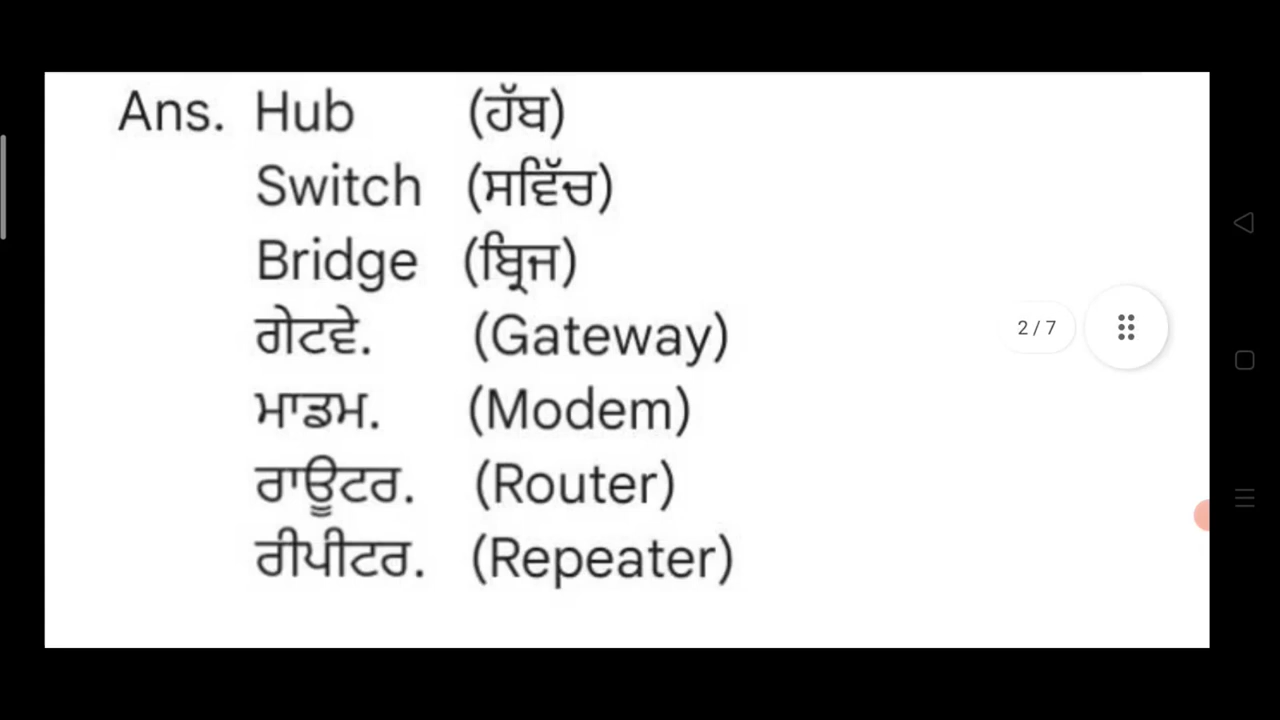 Ans. Hub (ਹੱਬ)
Switch (ਸਵਿੱਚ)
Bridge (ਬ੍ਰਿਜ)
ਗੇਟਵੇ. (Gateway)
2 / 7
ਮਾਡਮ. (Modem)
ਰਾਊਟਰ. (Router)
ਰੀਪੀਟਰ. (Repeater)